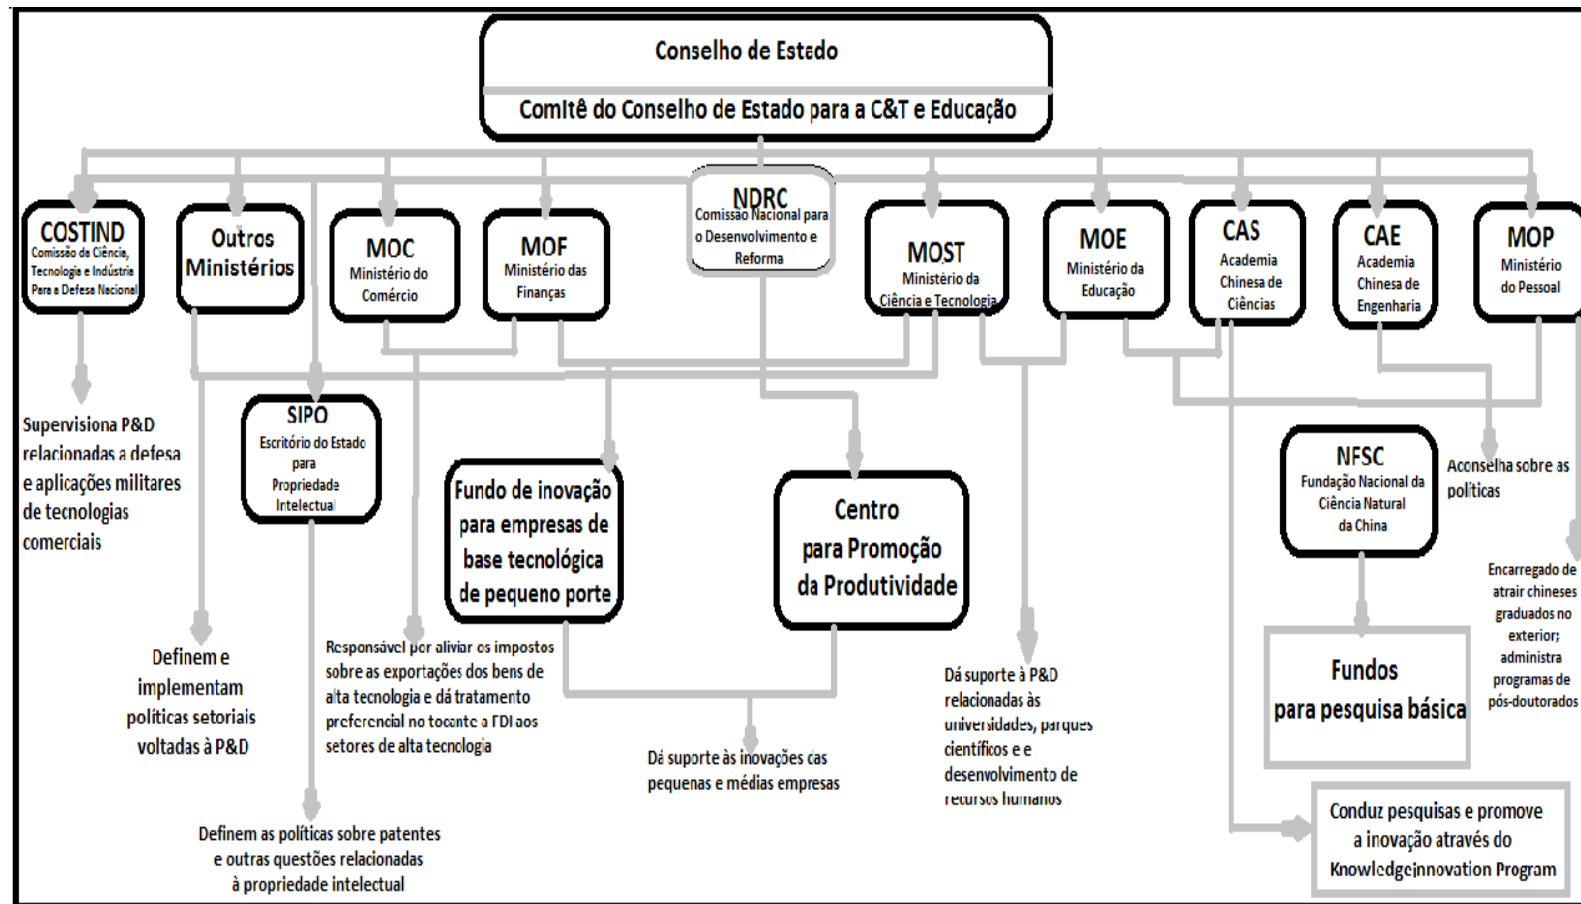 Conselho de Estado
Comitê do Conselho de Estado para a C&T e Educação
COSTIND
Comissão da Ciência,
Tecnologia e Indústria
Para a Defesa Nacional
Outros
Ministérios
MOC
Ministério do
Comércio
MOF
Ministério das
Finanças
NDRC
Comissão Nacional para
o Desenvolvimento e
Reforma
MOST
Ministério da
Ciência e Tecnologia
MOE
Ministério da
Educação
CAS
Academia
Chinesa de
Ciências
CAE
Academia
Chinesa de
Engenharia
MOP
Ministério
do Pessoal
Supervisiona P&D
relacionadas a defesa
e aplicações militares
de tecnologias
comerciais
SIPO
Escritório do Estado
para
Propriedade
Intelectual
Fundo de inovação
para empresas de
base tecnológica
de pequeno porte
Centro
para Promoção
da Produtividade
NFSC
Fundação Nacional da
Ciência Natural
da China
Aconselha sobre as
políticas
Encarregado de
atrair chineses
graduados no
exterior;
administra
programas de
pós-doutorados
Definem e
implementam
políticas setoriais
voltadas à P&D
Responsável por aliviar os impostos
sobre as exportações dos bens de
alta tecnologia e dá tratamento
preferencial no tocante a FDI aos
setores de alta tecnologia
Dá suporte à P&D
relacionadas às
universidades, parques
científicos e e
desenvolvimento de
recursos humanos
Fundos
para pesquisa básica
Dá suporte às inovações das
pequenas e médias empresas
Definem as políticas sobre patentes
e outras questões relacionadas
à propriedade intelectual
Conduz pesquisas e promove
a inovação através do
Knowledgeinnovation Program